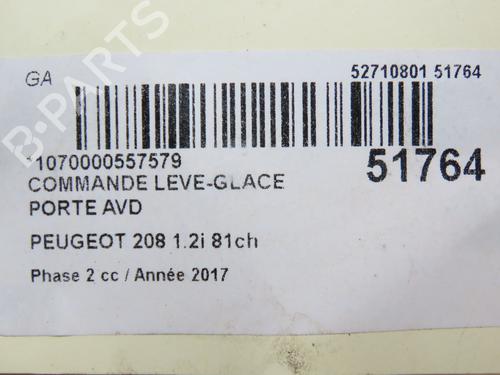 GA
52710801 51764
*1070000557579
51764
COMMANDE LEVE-GLACE
PORTE AVD
PEUGEOT 208 1.2i 81ch
Phase 2 cc / Année 2017
B-PARTS